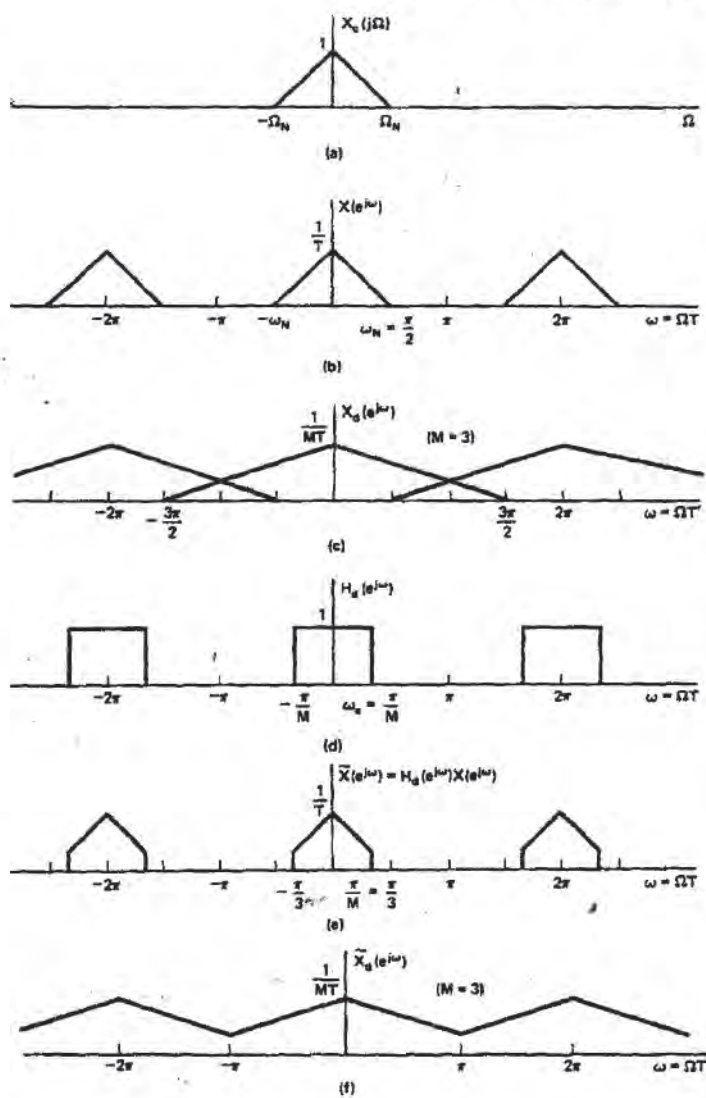 X_c (jΩ)
1
−Ω_N Ω_N Ω
(a)
X(e^{jω})
1/T
−2π −π −ω_N ω_N = π/2 π 2π ω = ΩT
(b)
X_d (e^{jω})
1/MT (M = 3)
−2π −3π/2 3π/2 2π ω = ΩT′
(c)
H_d (e^{jω})
1
−2π −π −π/M = π/M π 2π ω = ΩT
(d)
X̃(e^{jω}) = H_d(e^{jω})X(e^{jω})
1/T
−2π −π −π/3 π/M = π/3 π 2π ω = ΩT
(e)
X̃_d (e^{jω})
1/MT (M = 3)
−2π −π π 2π
(f)